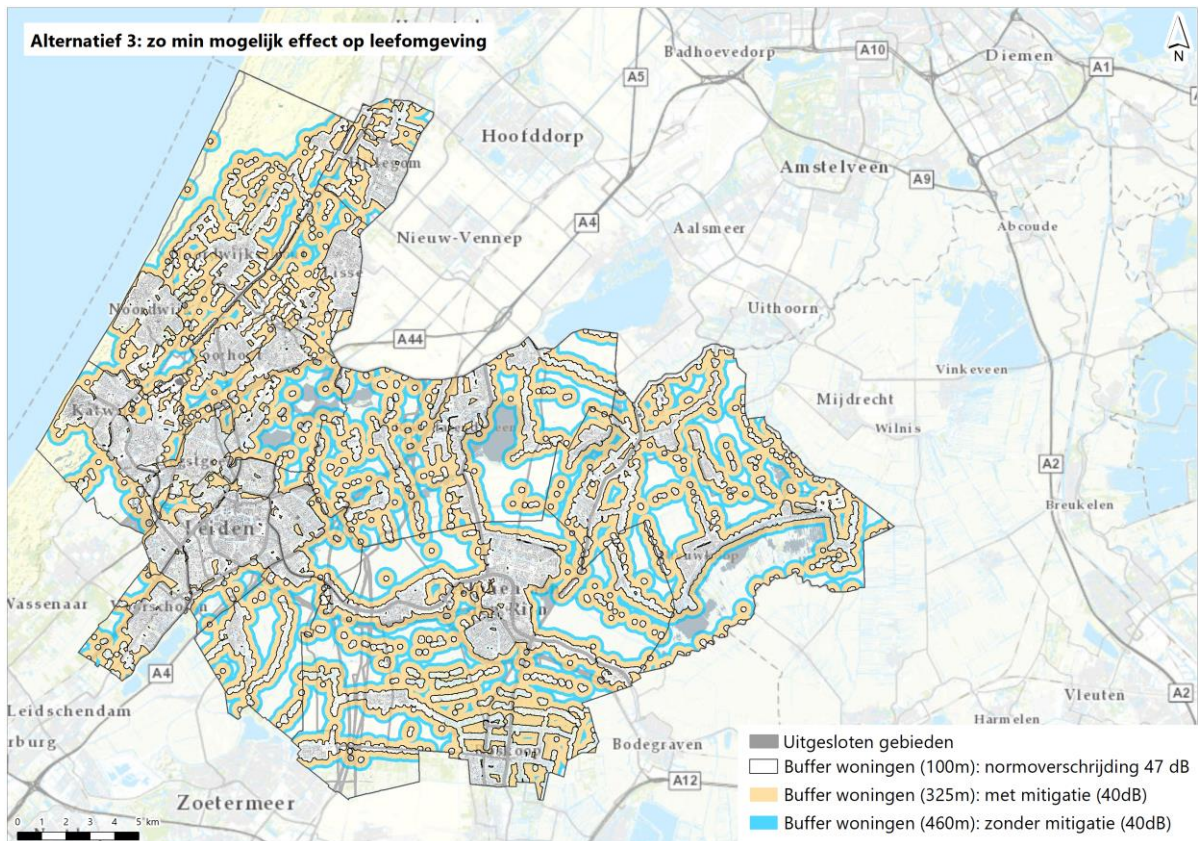 Alternatief 3: zo min mogelijk effect op leefomgeving
N
Badhoevedorp
A10
Diemen
A1
A5
Hoofddorp
Amstelveen
A9
A4
Nieuw-Vennep
Aalsmeer
Abcoude
Lisse
Uithoorn
A44
Vinkeveen
Mijdrecht
Wilnis
A2
Leiden
Breukelen
Wassenaar
A4
Leidschendam
Vleuten
A2
Harmelen
Bodegraven
A12
Zoetermeer
0 1 2 3 4 5 km
Uitgesloten gebieden
Buffer woningen (100m): normoverschrijding 47 dB
Buffer woningen (325m): met mitigatie (40dB)
Buffer woningen (460m): zonder mitigatie (40dB)